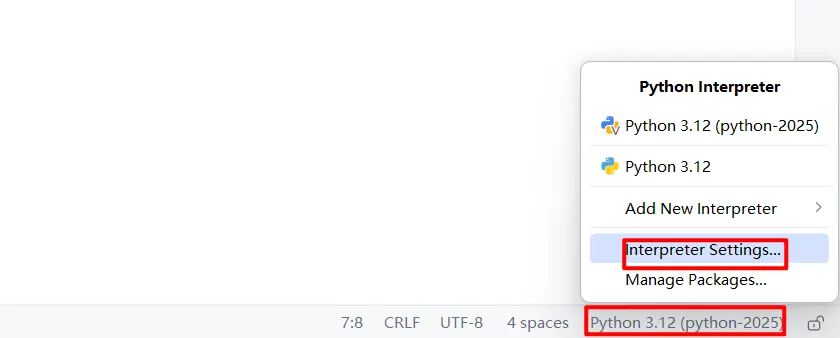 Python Interpreter
Python 3.12 (python-2025)
Python 3.12
Add New Interpreter
Interpreter Settings...
Manage Packages...
7:8 CRLF UTF-8 4 spaces Python 3.12 (python-2025)